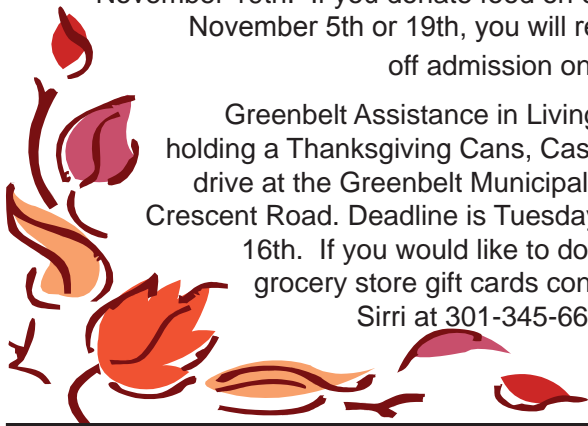 November 5th or 19th, you will re
off admission on
Greenbelt Assistance in Living
holding a Thanksgiving Cans, Cas
drive at the Greenbelt Municipal
Crescent Road. Deadline is Tuesday
16th. If you would like to do
grocery store gift cards con
Sirri at 301-345-66